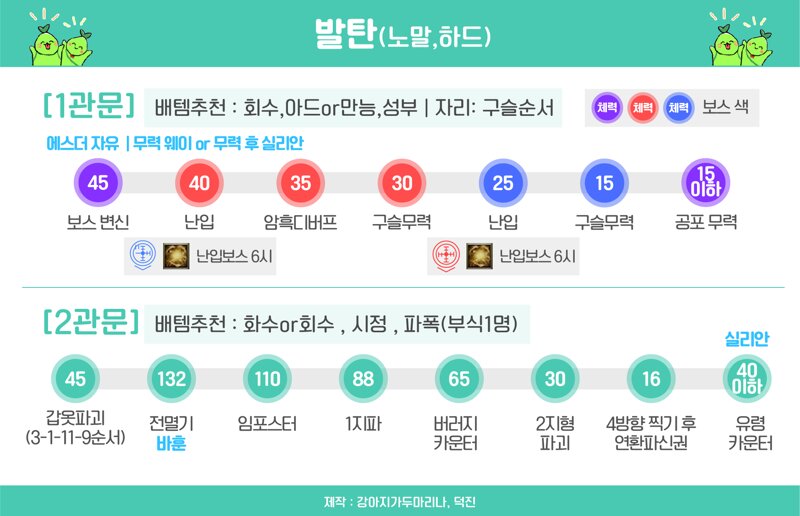 발탄(노말,하드)
[1관문] 배템추천 : 회수,아드or만능,성부 | 자리: 구슬순서
체력 체력 체력 보스 색
에스더 자유 | 무력 웨이 or 무력 후 실리안
45 40 35 30 25 15 15 이하
보스 변신 난입 암흑디버프 구슬무력 난입 구슬무력 공포 무력
난입보스 6시 난입보스 6시
[2관문] 배템추천 : 화수or회수 , 시정 , 파폭(부식1명)
실리안
45 132 110 88 65 30 16 40 이하
갑옷파괴 (3-1-11-9순서)
전멸기 바훈
임포스터
1지파
버러지 카운터
2지형 파괴
4방향 찍기 후 연환파신권
유령 카운터
제작 : 강아지가두마리나, 덕진